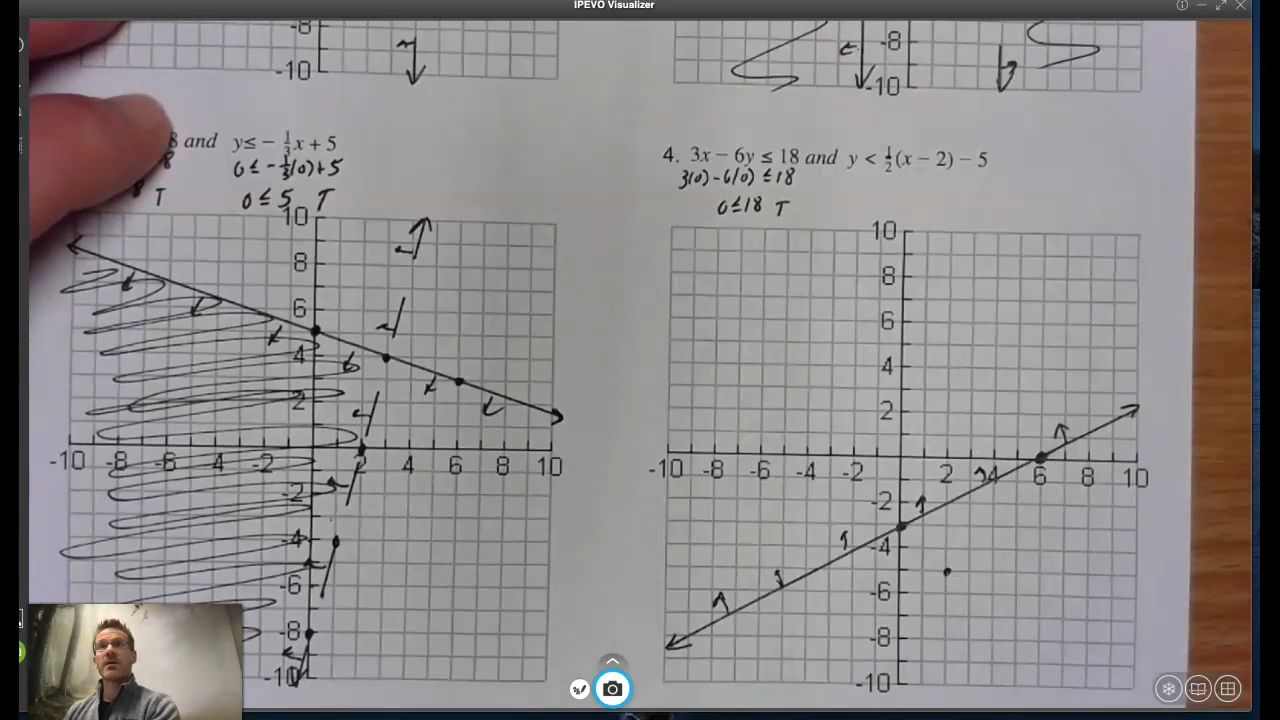 IPEVO Visualizer
-8
-10
-8
-10
8 and y ≤ - 1/3 x + 5
8 0 ≤ - 1/3(0) + 5
8 T 0 ≤ 5 T
4. 3x - 6y ≤ 18 and y < 1/2 (x - 2) - 5
3(0) - 6(0) ≤ 18
0 ≤ 18 T
10
8
6
4
2
-10 -8 -6 -4 -2 2 4 6 8 10
-2
-4
-6
-8
-10
10
8
6
4
2
-10 -8 -6 -4 -2 2 4 6 8 10
-2
-4
-6
-8
-10